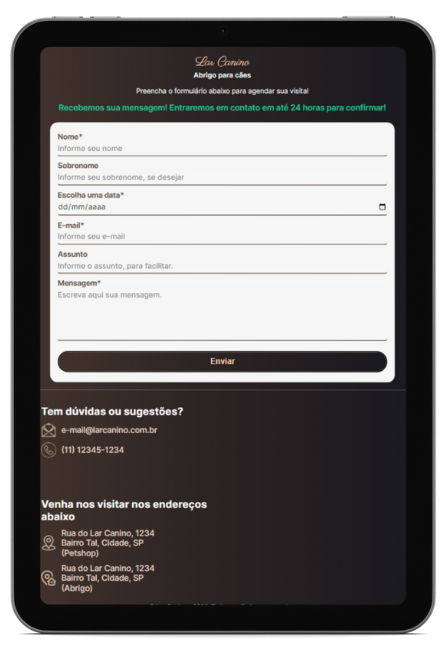 Lar Canino
Abrigo para cães
Preencha o formulário abaixo para agendar sua visita!
Recebemos sua mensagem! Entraremos em contato em até 24 horas para confirmar!
Nome*
Informe seu nome
Sobrenome
Informe seu sobrenome, se desejar
Escolha uma data*
dd/mm/aaaa
E-mail*
Informe seu e-mail
Assunto
Informe o assunto, para facilitar.
Mensagem*
Escreva aqui sua mensagem.
Enviar
Tem dúvidas ou sugestões?
e-mail@larcanino.com.br
(11) 12345-1234
Venha nos visitar nos endereços
abaixo
Rua do Lar Canino, 1234
Bairro Tal, Cidade, SP
(Petshop)
Rua do Lar Canino, 1234
Bairro Tal, Cidade, SP
(Abrigo)